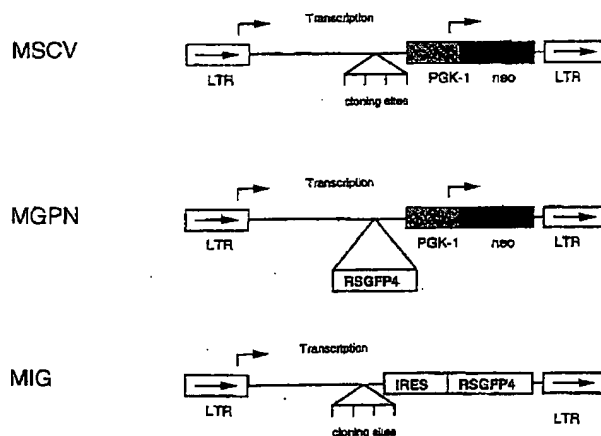 MSCV
Transcription
LTR
cloning sites
PGK-1
neo
LTR
MGPN
Transcription
LTR
RSGFP4
PGK-1
neo
LTR
MIG
Transcription
IRES
RSGFP4
LTR
cloning sites
LTR